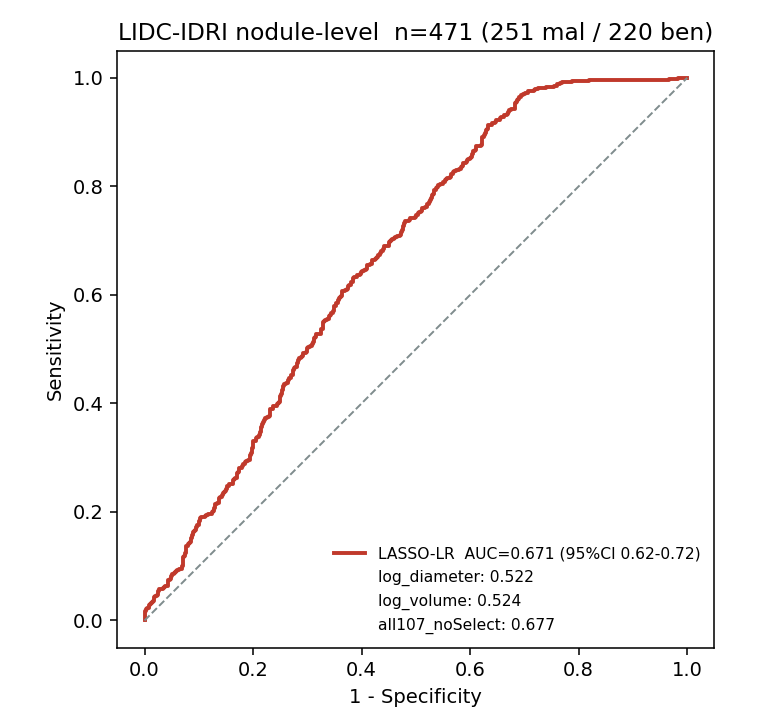 LIDC-IDRI nodule-level  n=471 (251 mal / 220 ben)
1.0
0.8
0.6
0.4
0.2
0.0
Sensitivity
LASSO-LR  AUC=0.671 (95%CI 0.62-0.72)
log_diameter: 0.522
log_volume: 0.524
all107_noSelect: 0.677
0.0 0.2 0.4 0.6 0.8 1.0
1 - Specificity